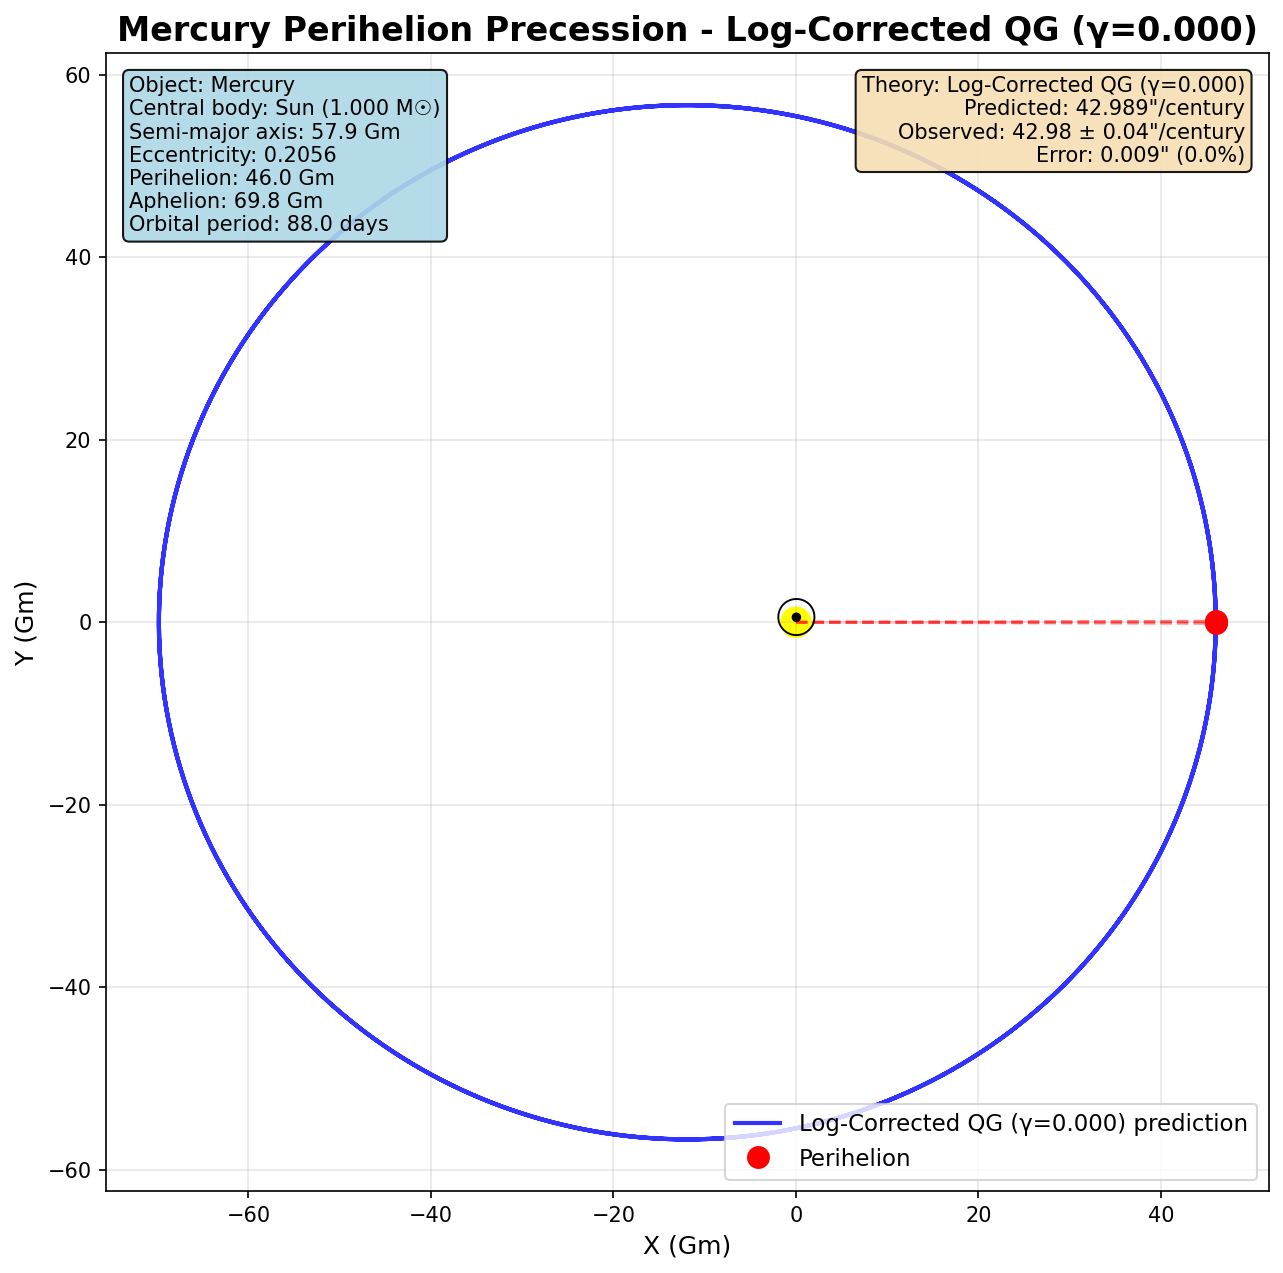 Mercury Perihelion Precession - Log-Corrected QG (γ=0.000)
Object: Mercury
Central body: Sun (1.000 M☉)
Semi-major axis: 57.9 Gm
Eccentricity: 0.2056
Perihelion: 46.0 Gm
Aphelion: 69.8 Gm
Orbital period: 88.0 days
Theory: Log-Corrected QG (γ=0.000)
Predicted: 42.989"/century
Observed: 42.98 ± 0.04"/century
Error: 0.009" (0.0%)
60
40
20
0
−20
−40
−60
Y (Gm)
☉
Log-Corrected QG (γ=0.000) prediction
Perihelion
−60
−40
−20
0
20
40
X (Gm)